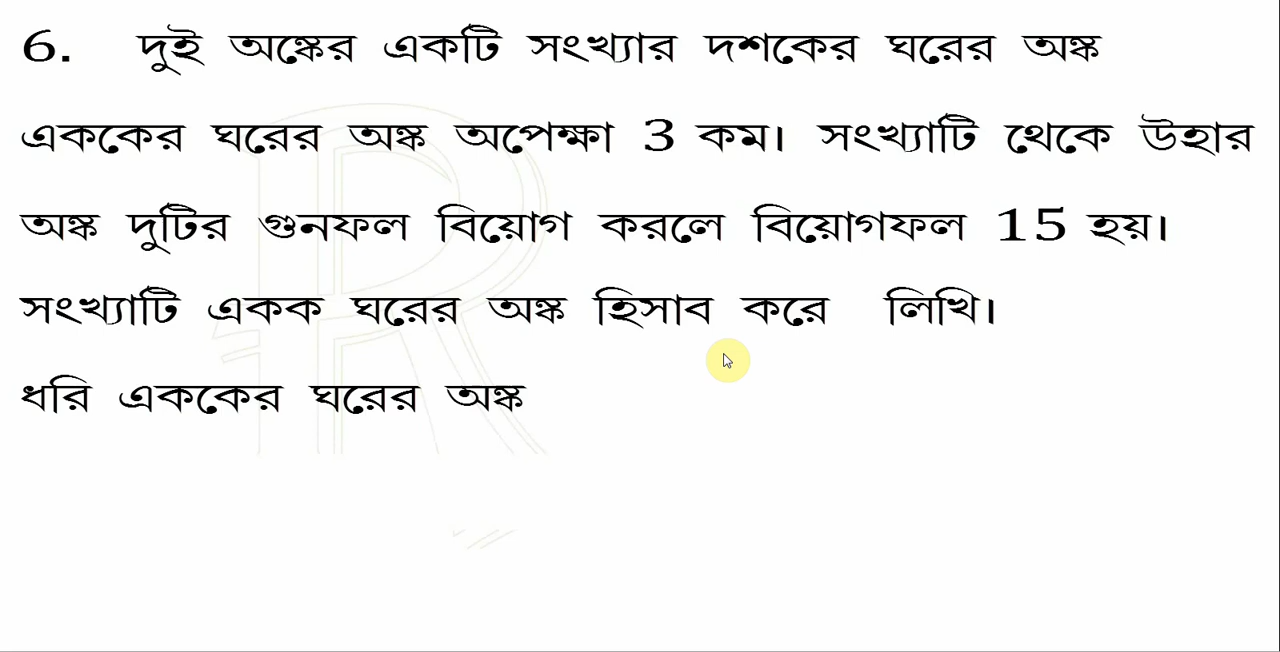 6. দুই অঙ্কের একটি সংখ্যার দশকের ঘরের অঙ্ক
এককের ঘরের অঙ্ক অপেক্ষা 3 কম। সংখ্যাটি থেকে উহার
অঙ্ক দুটির গুনফল বিয়োগ করলে বিয়োগফল 15 হয়।
সংখ্যাটি একক ঘরের অঙ্ক হিসাব করে লিখি।
ধরি এককের ঘরের অঙ্ক